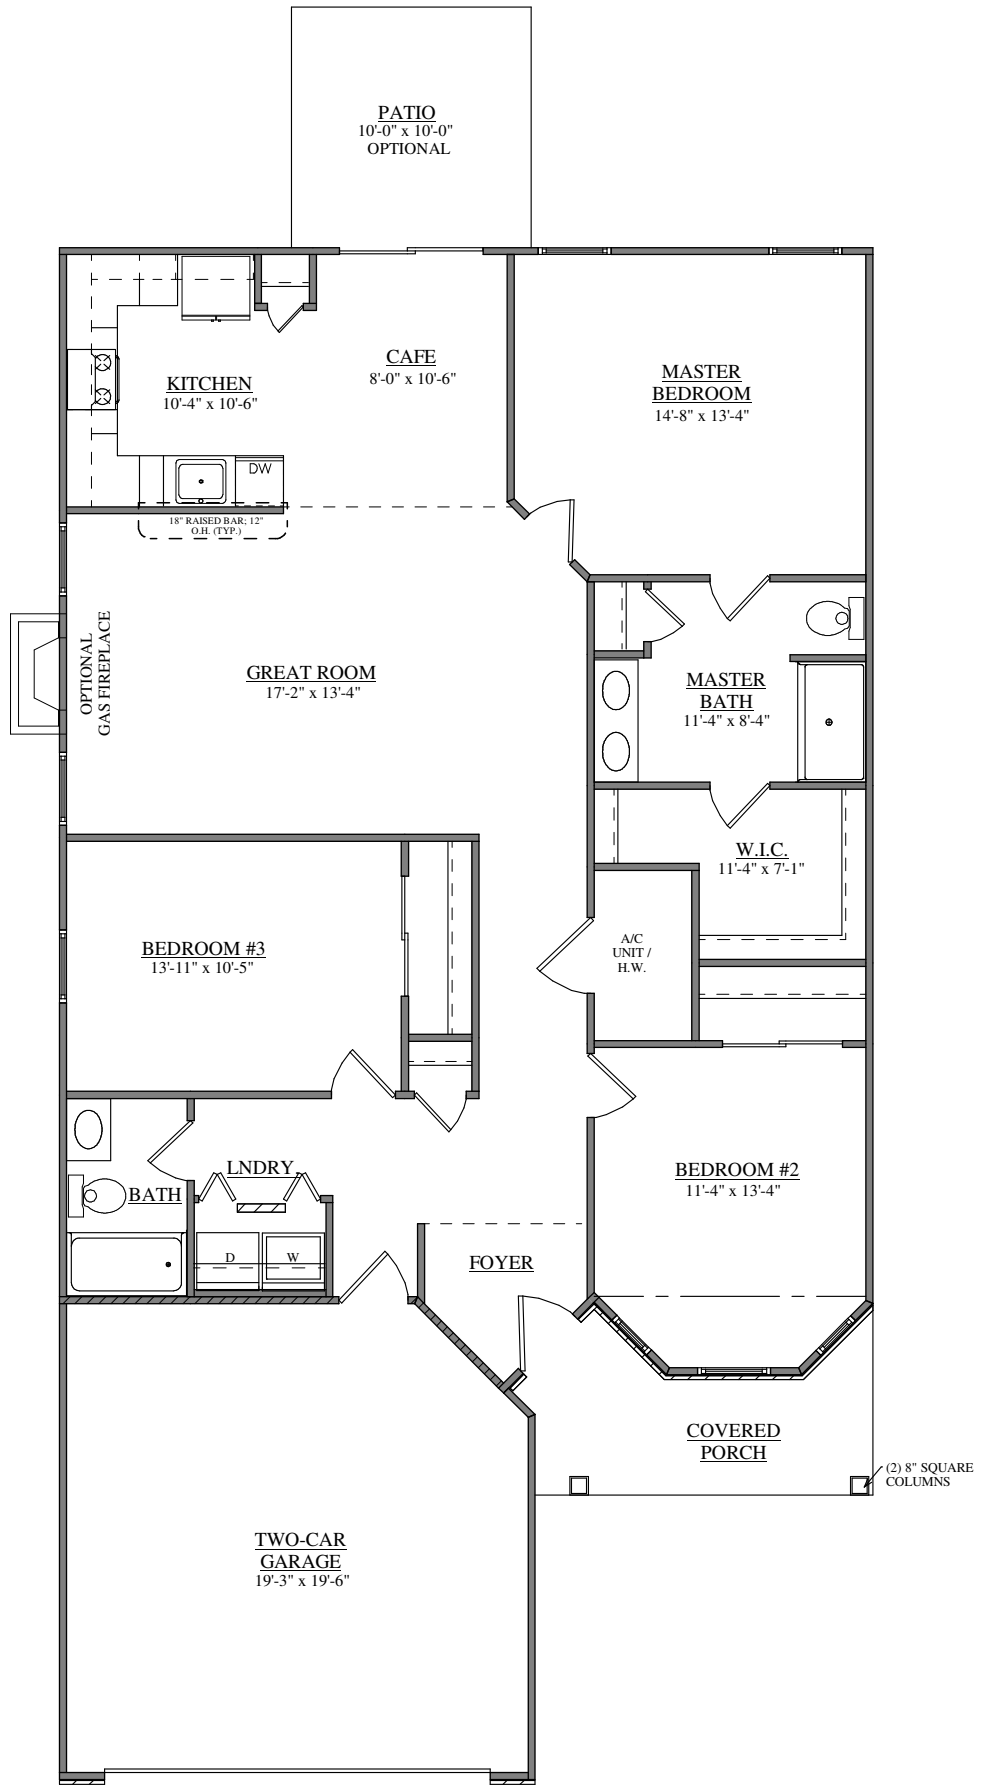 PATIO
10'-0" x 10'-0"
OPTIONAL
CAFE
8'-0" x 10'-6"
KITCHEN
10'-4" x 10'-6"
MASTER
BEDROOM
14'-8" x 13'-4"
DW
18" RAISED BAR; 12"
O.H. (TYP.)
OPTIONAL
GAS FIREPLACE
GREAT ROOM
17'-2" x 13'-4"
MASTER
BATH
11'-4" x 8'-4"
W.I.C.
11'-4" x 7'-1"
A/C
UNIT /
H.W.
BEDROOM #3
13'-11" x 10'-5"
LNDRY
BATH
D
W
BEDROOM #2
11'-4" x 13'-4"
FOYER
COVERED
PORCH
(2) 8" SQUARE
COLUMNS
TWO-CAR
GARAGE
19'-3" x 19'-6"